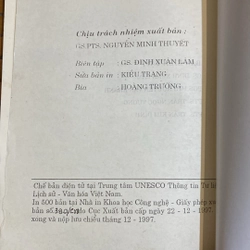 Chịu trách nhiệm xuất bản :
GS.PTS. NGUYỄN MINH THUYẾT
Biên tập : GS. ĐINH XUÂN LÂM
Sửa bản in : KIỀU TRANG
Bìa : HOÀNG TRƯỜNG
Chế bản điện tử tại Trung tâm UNESCO Thông tin Tư
Lịch sử - Văn hóa Việt Nam.
In 500 bản tại Nhà in Khoa học Công nghệ - Giấy phép
bản số: do Cục Xuất bản cấp ngày 22 - 12 - 1997.
xong và nộp lưu chiểu tháng 12 - 1997.